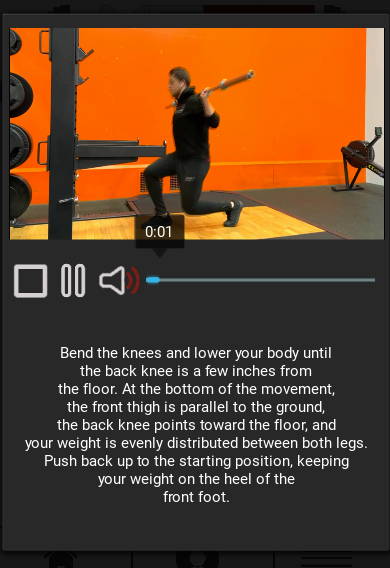 0:01
Bend the knees and lower your body until
the back knee is a few inches from
the floor. At the bottom of the movement,
the front thigh is parallel to the ground,
the back knee points toward the floor, and
your weight is evenly distributed between both legs.
Push back up to the starting position, keeping
your weight on the heel of the
front foot.